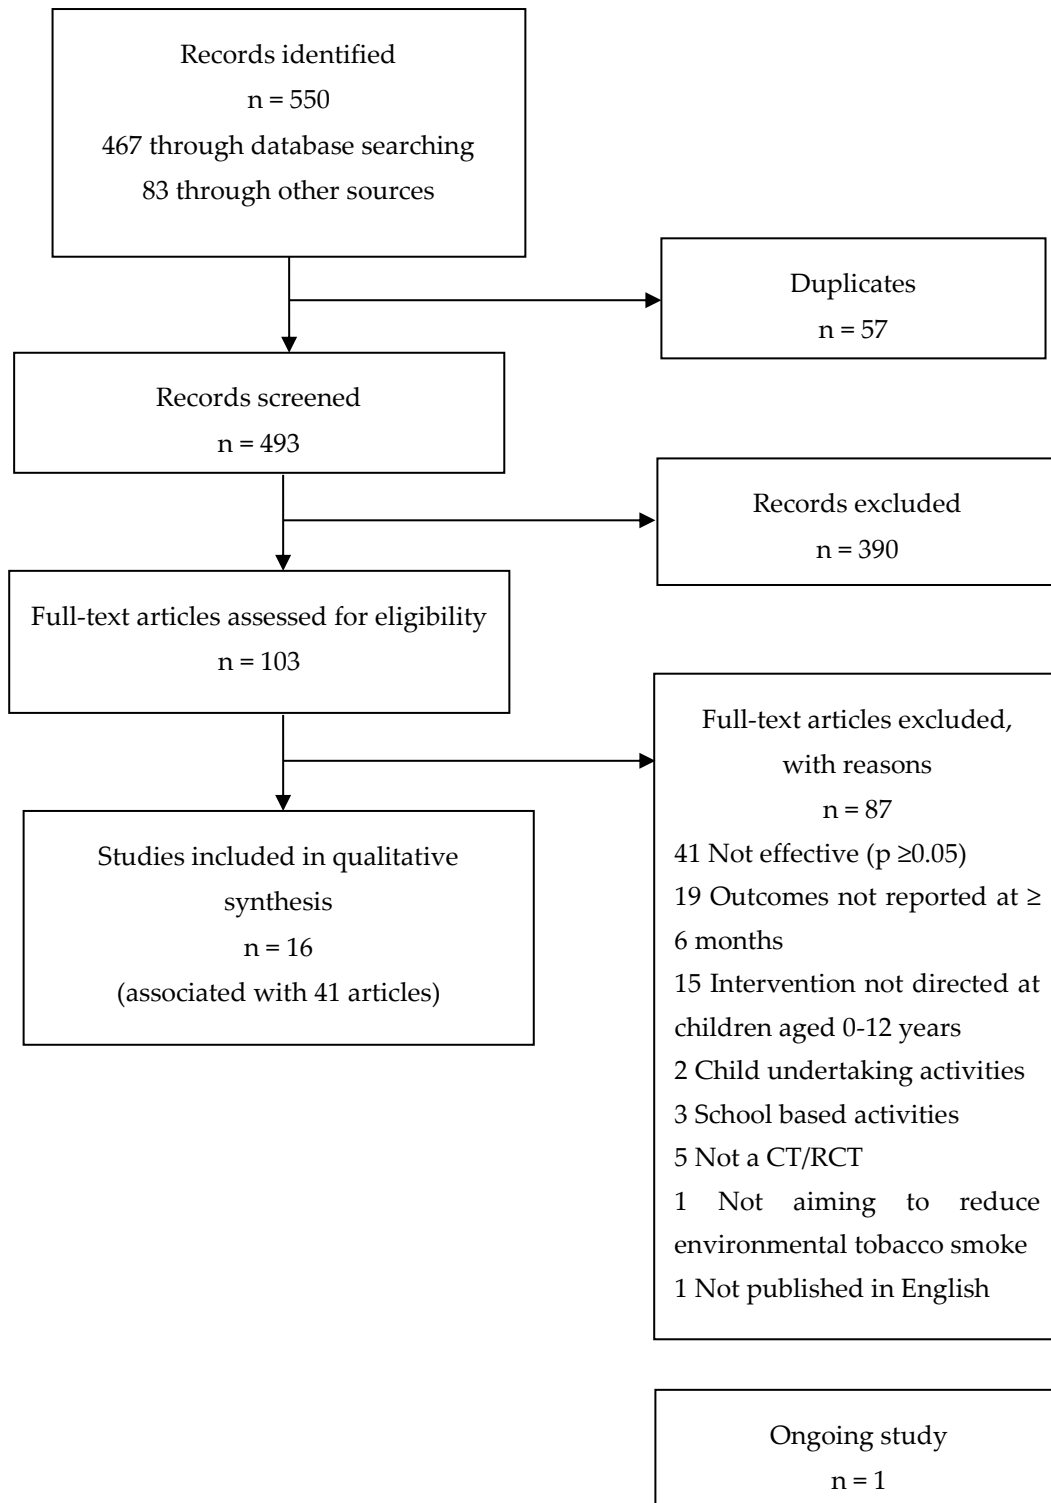 Records identified
n = 550
467 through database searching
83 through other sources
Duplicates
n = 57
Records screened
n = 493
Records excluded
n = 390
Full-text articles assessed for eligibility
n = 103
Full-text articles excluded,
with reasons
n = 87
41 Not effective (p ≥0.05)
19 Outcomes not reported at ≥
6 months
15 Intervention not directed at
children aged 0-12 years
2 Child undertaking activities
3 School based activities
5 Not a CT/RCT
1 Not aiming to reduce
environmental tobacco smoke
1 Not published in English
Studies included in qualitative
synthesis
n = 16
(associated with 41 articles)
Ongoing study
n = 1